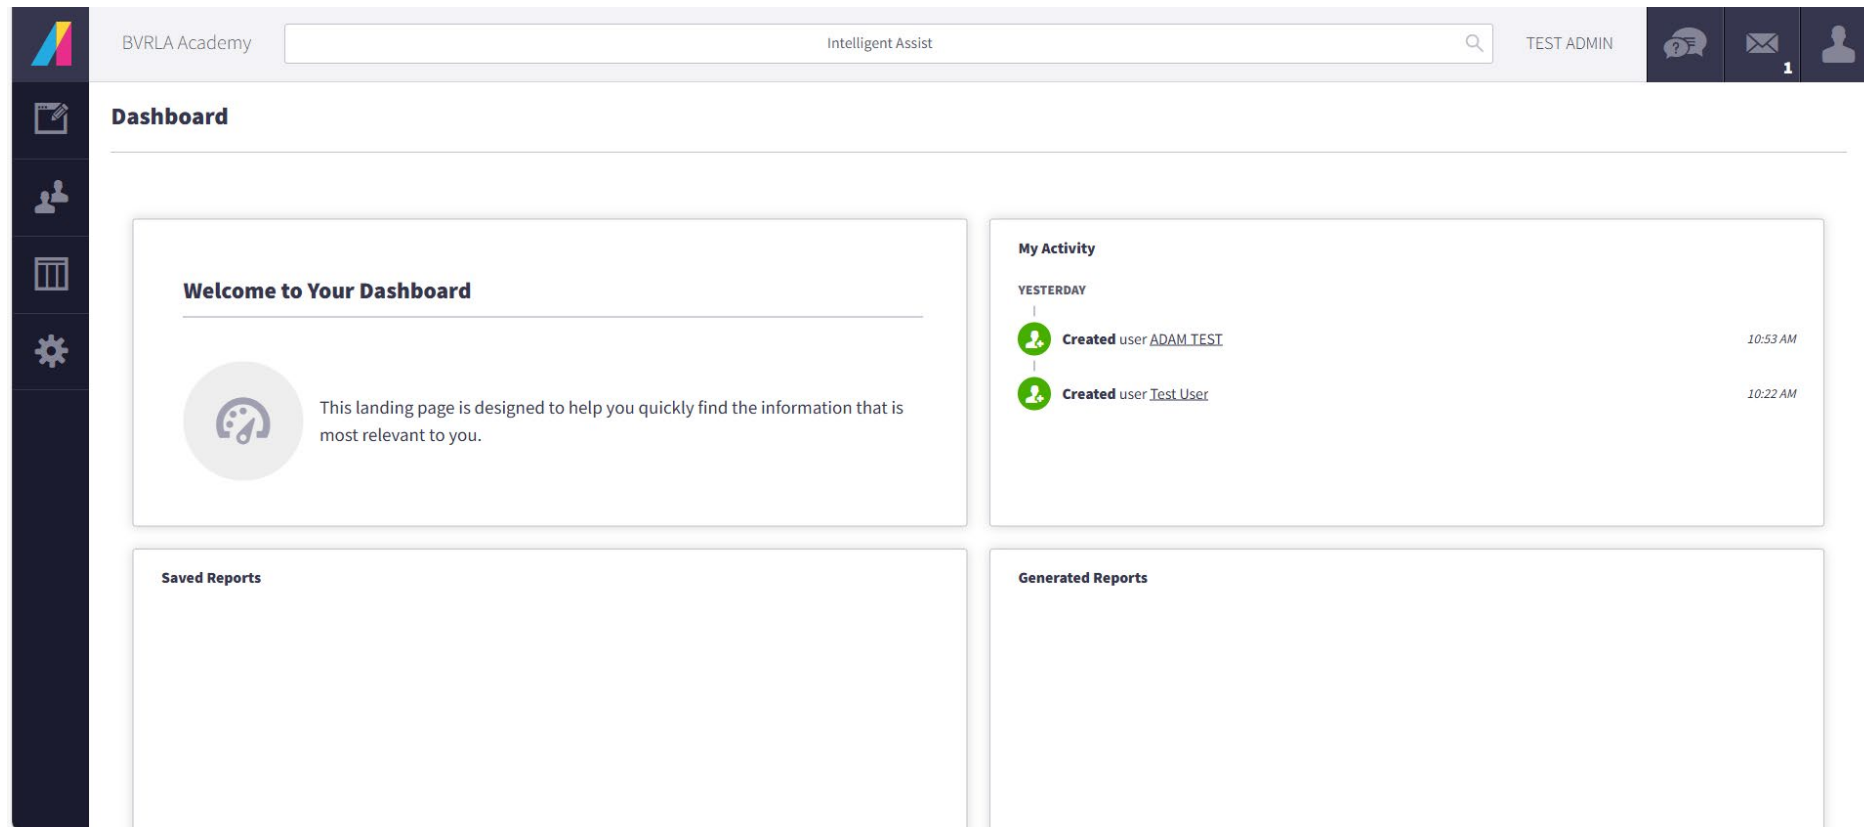 BVRLA Academy
Intelligent Assist
TEST ADMIN
1
Dashboard
Welcome to Your Dashboard
This landing page is designed to help you quickly find the information that is
most relevant to you.
My Activity
YESTERDAY
Created user ADAM TEST 10:53 AM
Created user Test User 10:22 AM
Saved Reports
Generated Reports